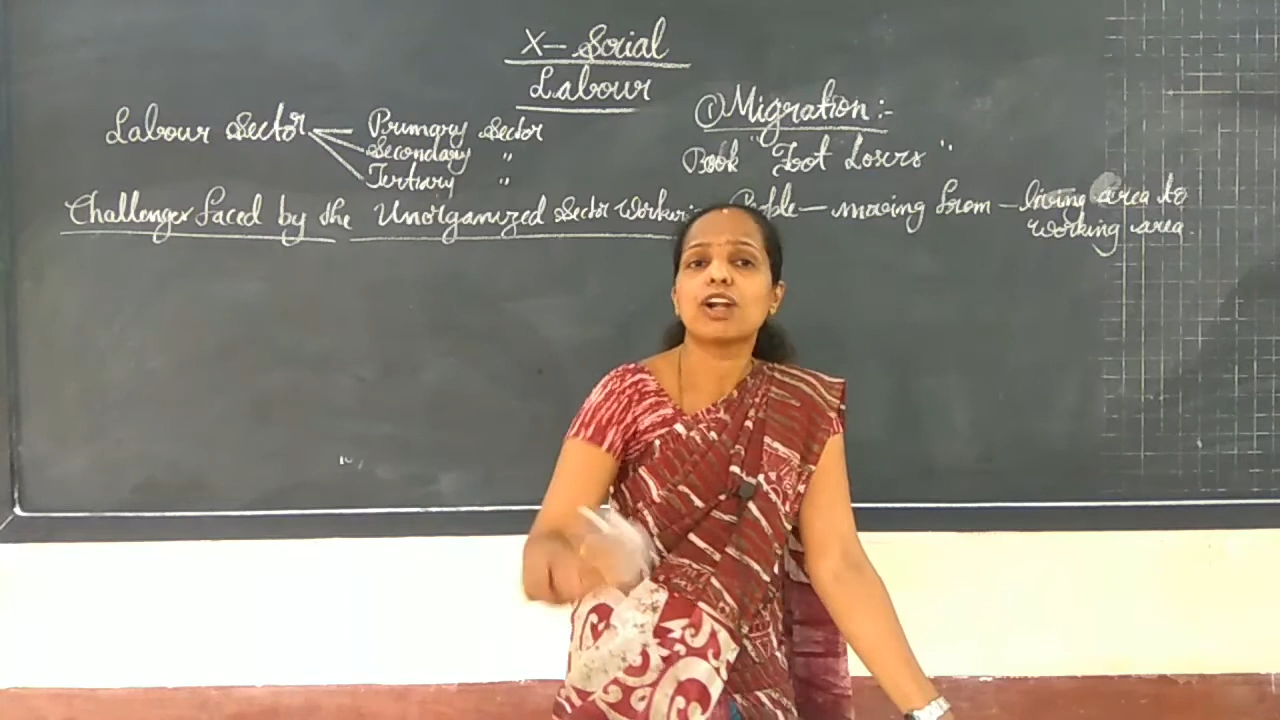 X- Social
Labour
Labour Sector - Primary Sector
Secondary "
Tertiary "
Challenges faced by the Unorganized Sector Workers
① Migration :-
Book "Foot Losers"
People - moving from - living area to
working area.